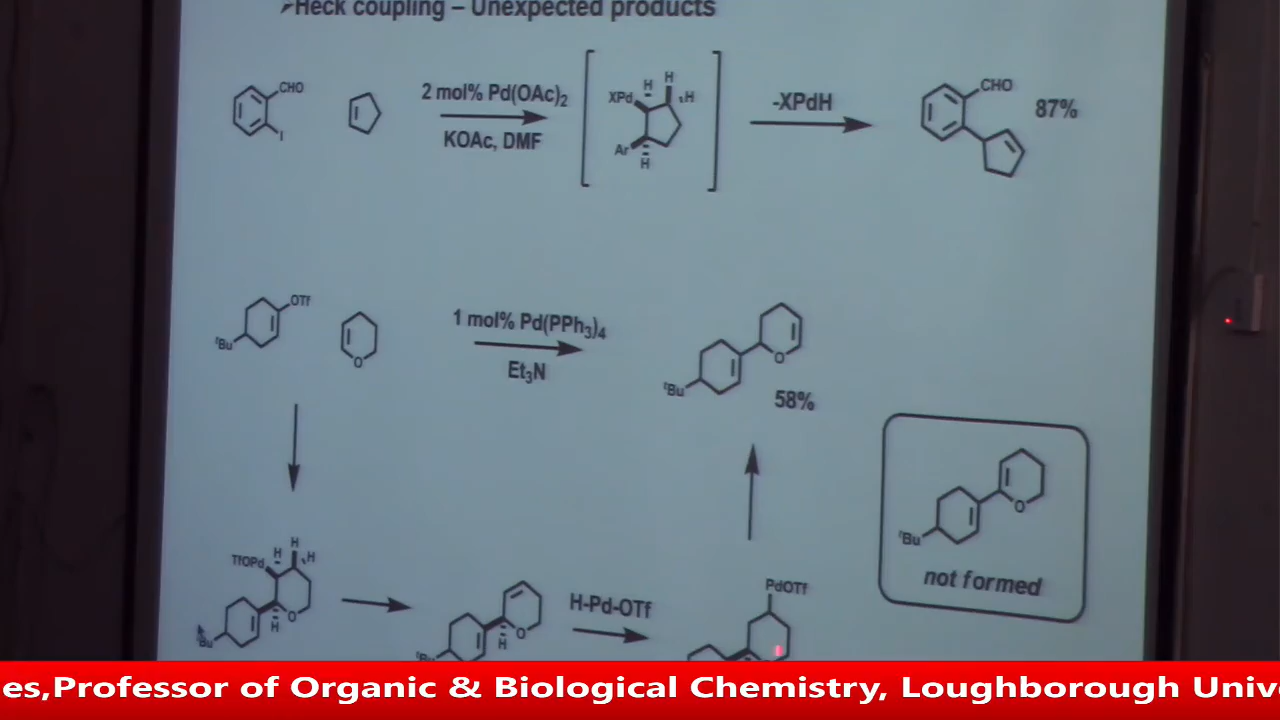 ➢Heck coupling – Unexpected products
CHO
I
2 mol% Pd(OAc)2
KOAc, DMF
H
H
XPd
H
Ar
H
-XPdH
CHO
87%
OTf
tBu
O
1 mol% Pd(PPh3)4
Et3N
O
tBu
58%
O
tBu
not formed
H
H
TfOPd
H
O
H
tBu
O
H
tBu
H-Pd-OTf
PdOTf
es,Professor of Organic & Biological Chemistry, Loughborough Unive